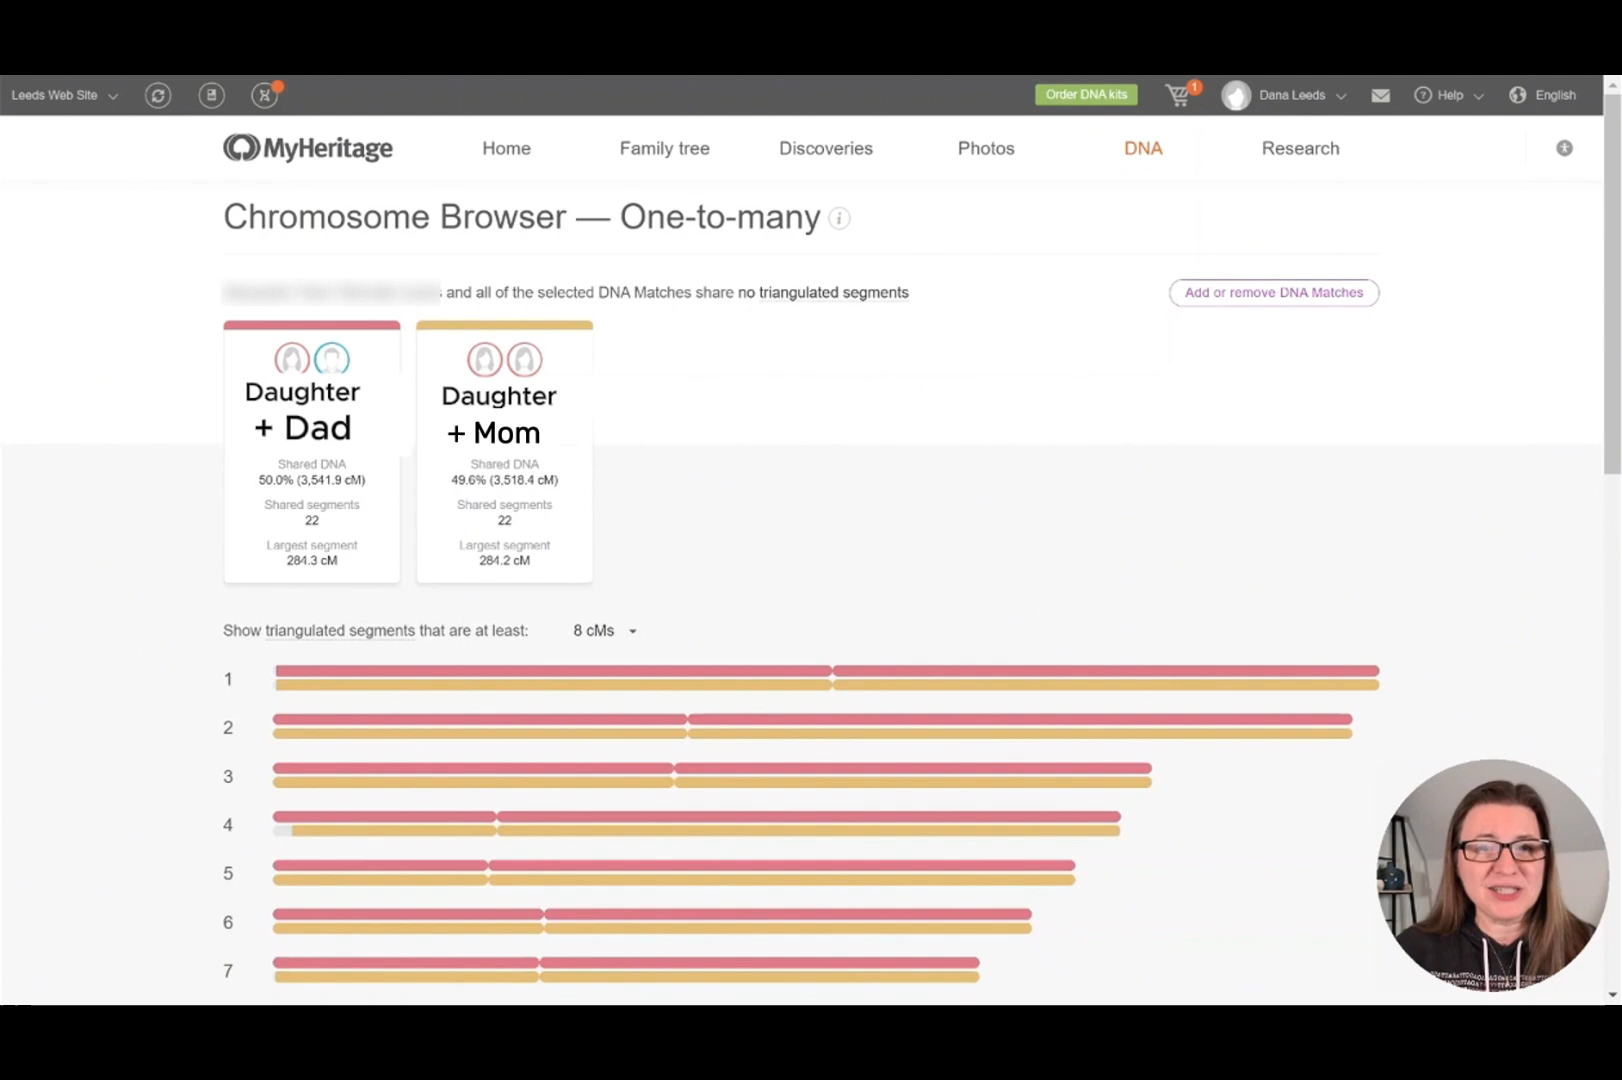 Leeds Web Site
Order DNA kits
1
Dana Leeds
Help
English
MyHeritage
Home
Family tree
Discoveries
Photos
DNA
Research
Chromosome Browser — One-to-many
and all of the selected DNA Matches share no triangulated segments
Add or remove DNA Matches
Daughter
+ Dad
Shared DNA
50.0% (3,541.9 cM)
Shared segments
22
Largest segment
284.3 cM
Daughter
+ Mom
Shared DNA
49.6% (3,518.4 cM)
Shared segments
22
Largest segment
284.2 cM
Show triangulated segments that are at least: 8 cMs
1
2
3
4
5
6
7